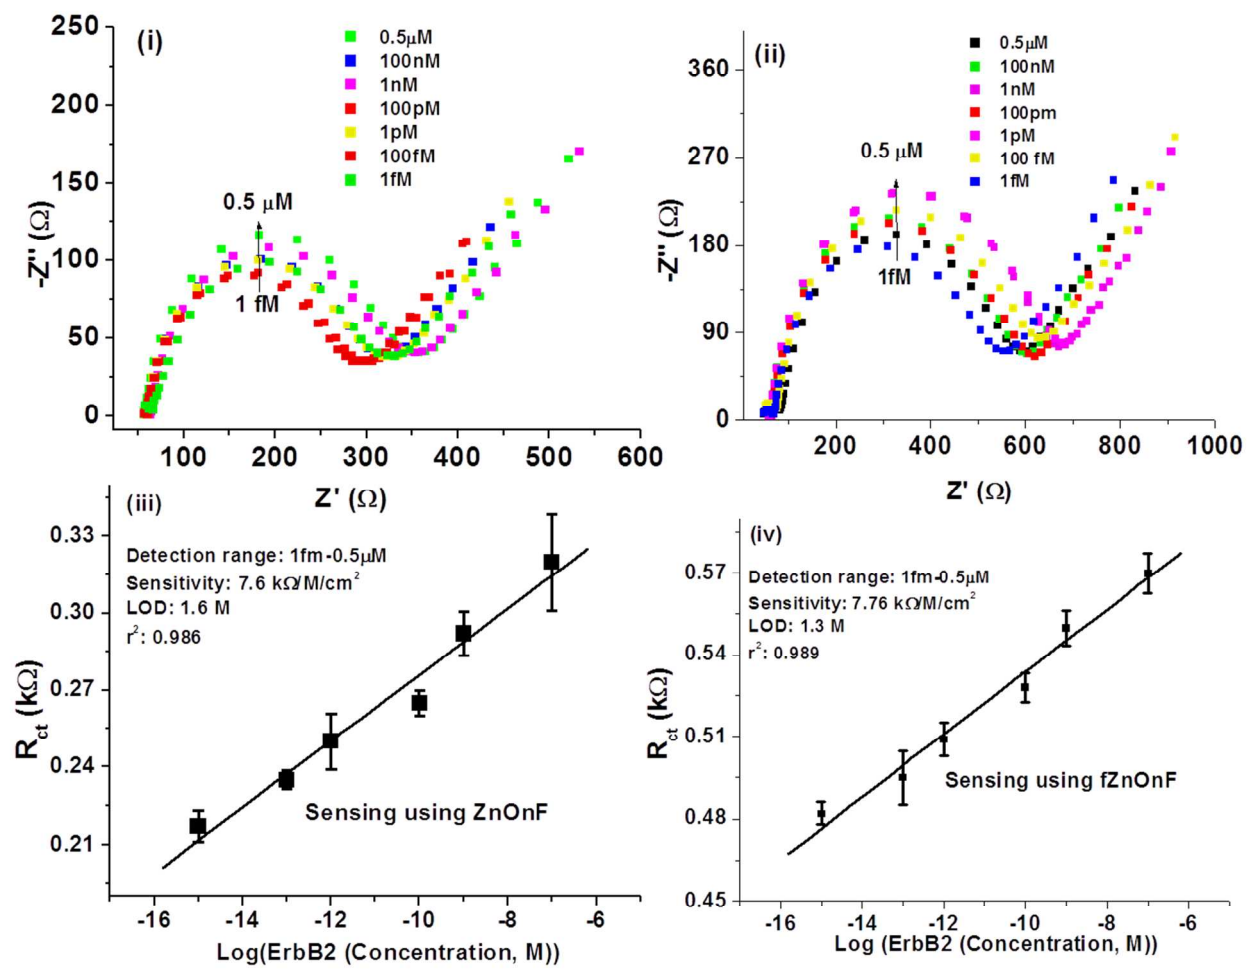 (i)
0.5μM
100nM
1nM
100pM
1pM
100fM
1fM
0.5 μM
1 fM
250
200
150
100
50
0
-Z'' (Ω)
100 200 300 400 500 600
Z' (Ω)
(ii)
0.5μM
100nM
1nM
100pm
1pM
100 fM
1fM
0.5 μM
1fM
360
270
180
90
0
-Z'' (Ω)
200 400 600 800 1000
Z' (Ω)
(iii)
Detection range: 1fm-0.5μM
Sensitivity: 7.6 kΩ/M/cm²
LOD: 1.6 M
r²: 0.986
Sensing using ZnOnF
0.33
0.30
0.27
0.24
0.21
Rct (kΩ)
-16 -14 -12 -10 -8 -6
Log(ErbB2 (Concentration, M))
(iv)
Detection range: 1fm-0.5μM
Sensitivity: 7.76 kΩ/M/cm²
LOD: 1.3 M
r²: 0.989
Sensing using fZnOnF
0.57
0.54
0.51
0.48
0.45
Rct (kΩ)
-16 -14 -12 -10 -8 -6
Log (ErbB2 (Concentration, M))